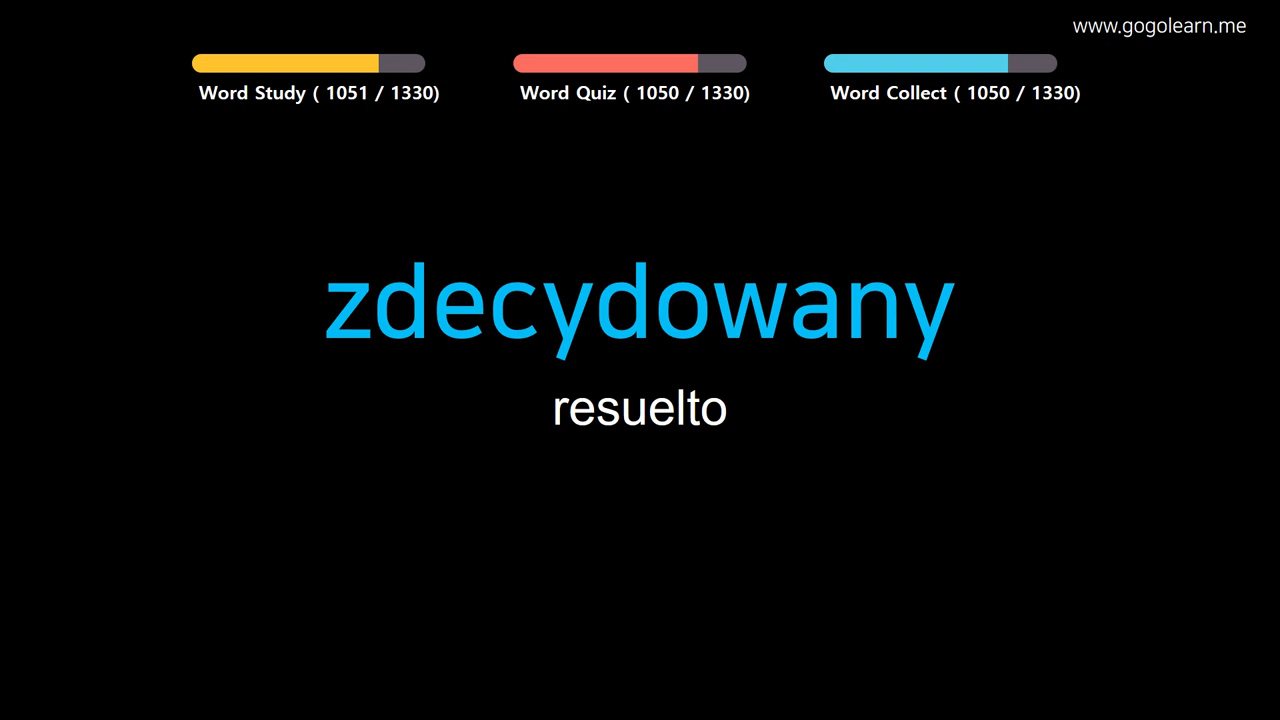 www.gogolearn.me
Word Study ( 1051 / 1330)
Word Quiz ( 1050 / 1330)
Word Collect ( 1050 / 1330)
zdecydowany
resuelto